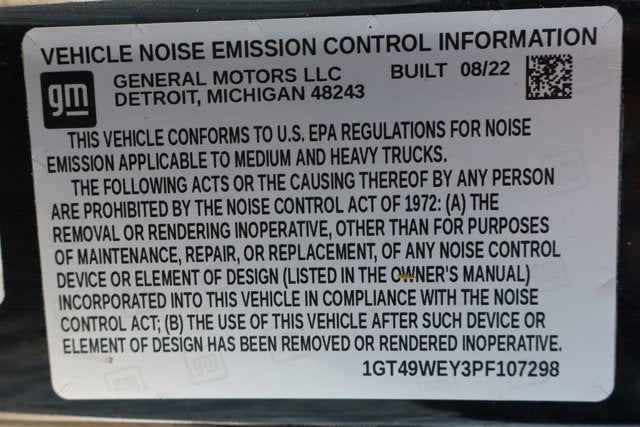 VEHICLE NOISE EMISSION CONTROL INFORMATION
gm
GENERAL MOTORS LLC BUILT 08/22
DETROIT, MICHIGAN 48243
THIS VEHICLE CONFORMS TO U.S. EPA REGULATIONS FOR NOISE
EMISSION APPLICABLE TO MEDIUM AND HEAVY TRUCKS.
THE FOLLOWING ACTS OR THE CAUSING THEREOF BY ANY PERSON
ARE PROHIBITED BY THE NOISE CONTROL ACT OF 1972: (A) THE
REMOVAL OR RENDERING INOPERATIVE, OTHER THAN FOR PURPOSES
OF MAINTENANCE, REPAIR, OR REPLACEMENT, OF ANY NOISE CONTROL
DEVICE OR ELEMENT OF DESIGN (LISTED IN THE OWNER'S MANUAL)
INCORPORATED INTO THIS VEHICLE IN COMPLIANCE WITH THE NOISE
CONTROL ACT; (B) THE USE OF THIS VEHICLE AFTER SUCH DEVICE OR
ELEMENT OF DESIGN HAS BEEN REMOVED OR RENDERED INOPERATIVE.
1GT49WEY3PF107298